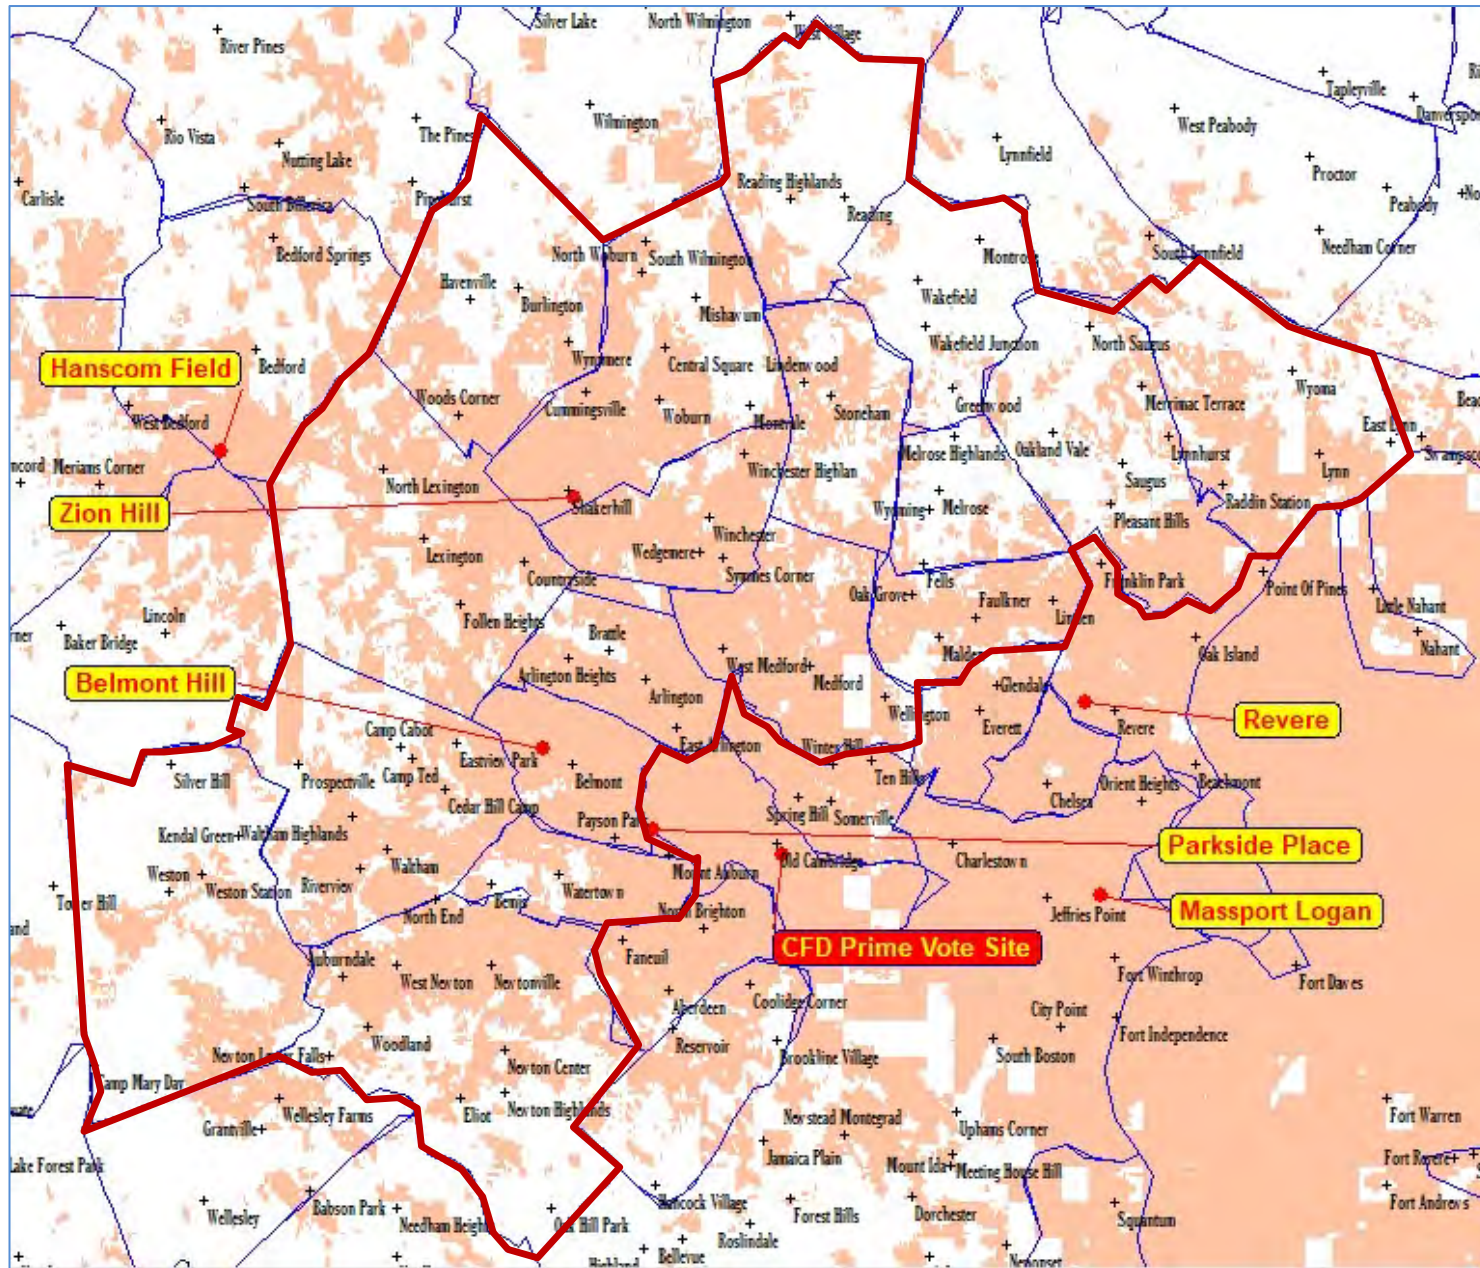 Silver Lake
North Wilmington
West Village
River Pines
Tapleyville
Rio Vista
The Pines
Wilmington
West Peabody
Nutting Lake
Lynnfield
Proctor
Carlisle
South Billerica
Pinehurst
Reading Highlands
Reading
Peabody
Bedford Springs
North Woburn
South Wilmington
Montrose
South Lynnfield
Needham Corner
Havenville
Burlington
Mishawum
Wakefield
Bedford
Wynnmere
Central Square
Lindenwood
Wakefield Junction
North Saugus
Hanscom Field
Woods Corner
Cummingsville
Woburn
Montvale
Stoneham
Greenwood
Merrimac Terrace
Wyoma
West Bedford
East Lynn
Meriams Corner
North Lexington
Winchester Highlan
Melrose Highlands
Oakland Vale
Lynnhurst
Lynn
Saugus
Raddin Station
Zion Hill
Shakerhill
Winchester
Wyoming
Melrose
Pleasant Hills
Lexington
Countryside
Wedgemere
Symmes Corner
Fells
Franklin Park
Point Of Pines
Oak Grove
Faulkner
Linden
Little Nahant
Lincoln
Follen Heights
Brattle
Baker Bridge
Malden
Oak Island
Nahant
Arlington Heights
West Medford
Medford
Belmont Hill
Arlington
Wellington
Glendale
Revere
Camp Cabot
Eastview Park
East Arlington
Winter Hill
Everett
Revere
Silver Hill
Prospectville
Camp Ted
Belmont
Ten Hills
Orient Heights
Beachmont
Cedar Hill Camp
Spring Hill
Somerville
Chelsea
Kendal Green
Waltham Highlands
Payson Park
Parkside Place
Waltham
Old Cambridge
Charlestown
Weston
Weston Station
Riverview
Mount Auburn
Tower Hill
Bemis
Watertown
North End
North Brighton
Jeffries Point
Massport Logan
CFD Prime Vote Site
Auburndale
West Newton
Newtonville
Faneuil
Fort Winthrop
Fort Dawes
Aberdeen
Coolidge Corner
City Point
Woodland
Reservoir
Fort Independence
Newton Lower Falls
Newton Center
Brookline Village
South Boston
Camp Mary Day
Wellesley Farms
Eliot
Newton Highlands
Newstead Montegrad
Fort Warren
Grantville
Uphams Corner
Lake Forest Park
Jamaica Plain
Mount Ida
Meeting House Hill
Fort Revere
Wellesley
Babson Park
Needham Heights
Oak Hill Park
Hancock Village
Forest Hills
Dorchester
Squantum
Fort Andrews
Roslindale
Bellevue
Highland
Neponset